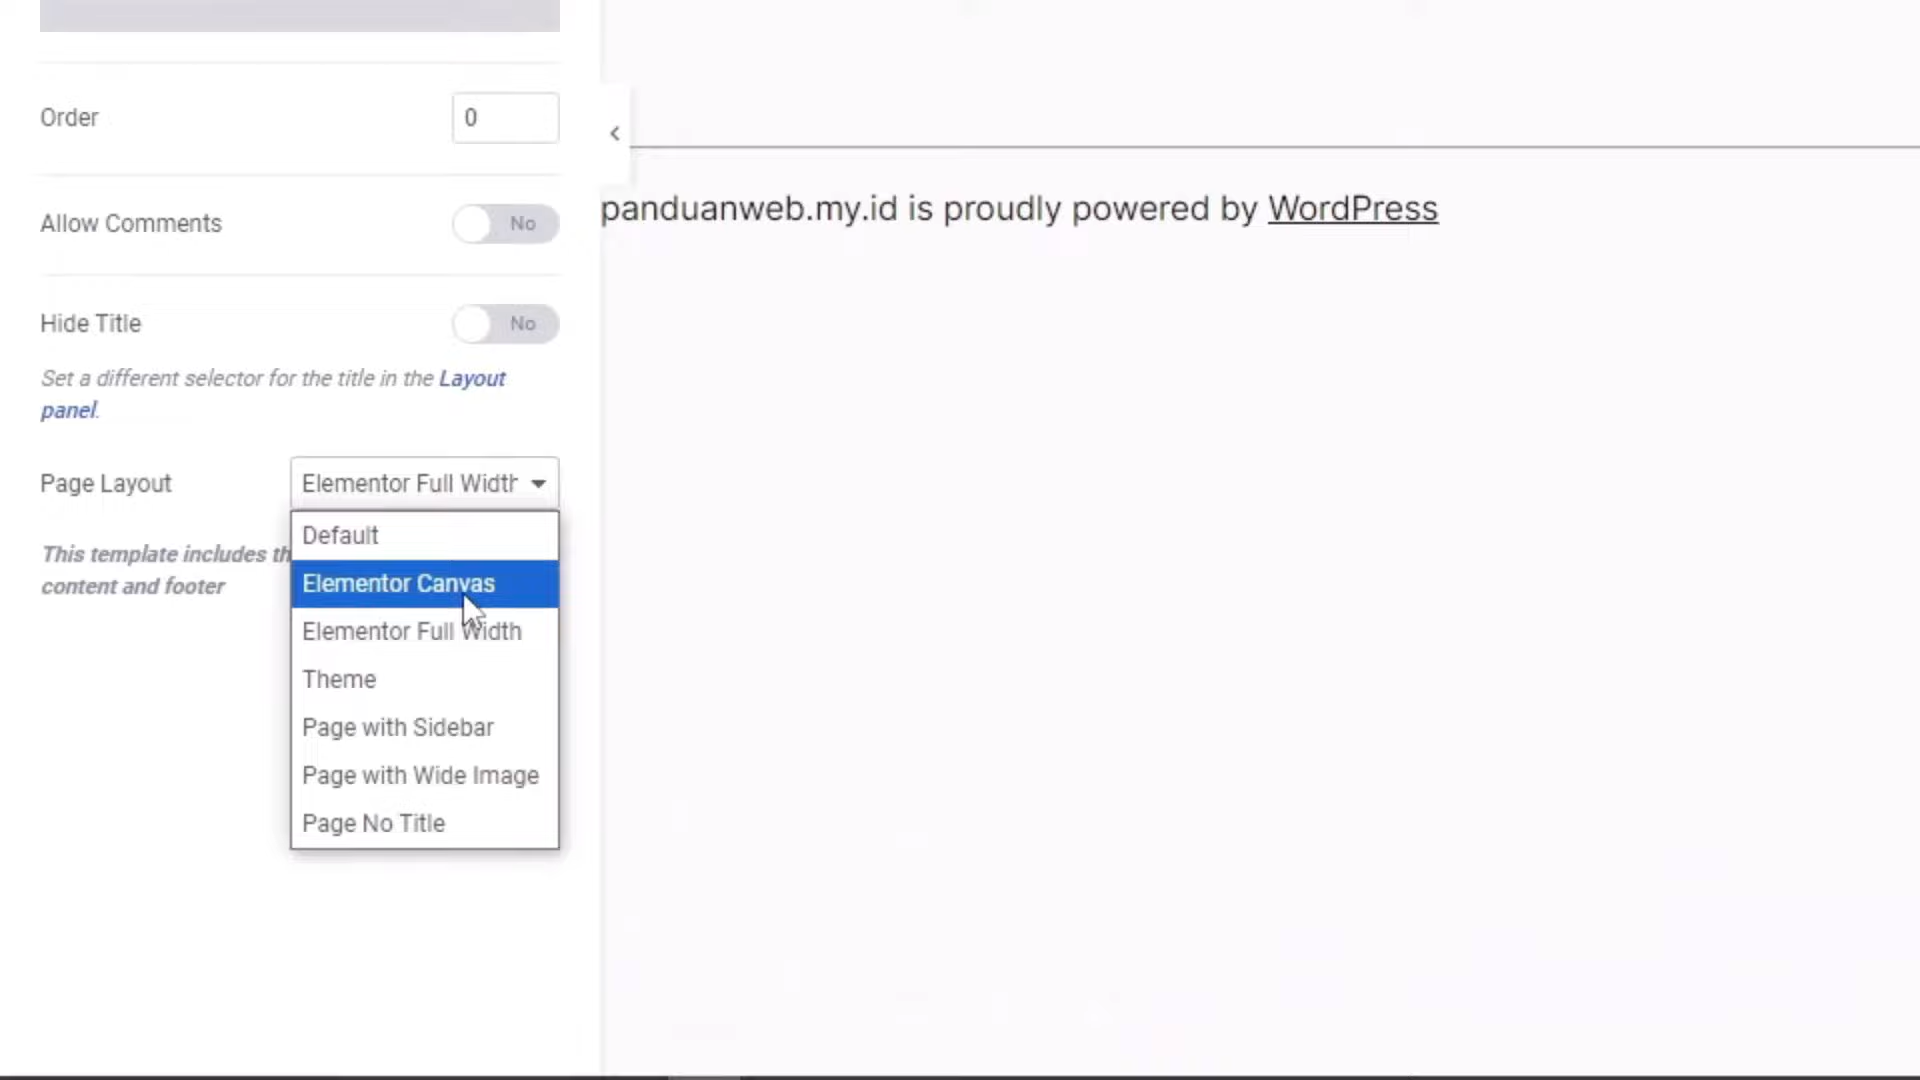 Order
0
panduanweb.my.id is proudly powered by WordPress
Allow Comments
No
Hide Title
No
Set a different selector for the title in the Layout
panel.
Page Layout
Elementor Full Width
This template includes
content and footer
Default
Elementor Canvas
Elementor Full Width
Theme
Page with Sidebar
Page with Wide Image
Page No Title